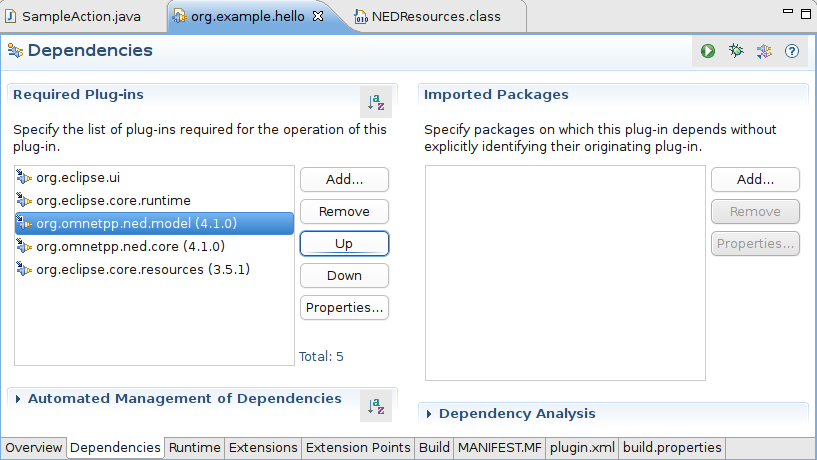 SampleAction.java
org.example.hello
NEDResources.class
Dependencies
Required Plug-ins
Specify the list of plug-ins required for the operation of this
plug-in.
org.eclipse.ui
org.eclipse.core.runtime
org.omnetpp.ned.model (4.1.0)
org.omnetpp.ned.core (4.1.0)
org.eclipse.core.resources (3.5.1)
Add...
Remove
Up
Down
Properties...
Total: 5
Automated Management of Dependencies
Imported Packages
Specify packages on which this plug-in depends without
explicitly identifying their originating plug-in.
Add...
Remove
Properties...
Dependency Analysis
Overview Dependencies Runtime Extensions Extension Points Build MANIFEST.MF plugin.xml build.properties